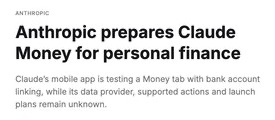 ANTHROPIC
Anthropic prepares Claude
Money for personal finance
Claude's mobile app is testing a Money tab with bank account
linking, while its data provider, supported actions and launch
plans remain unknown.